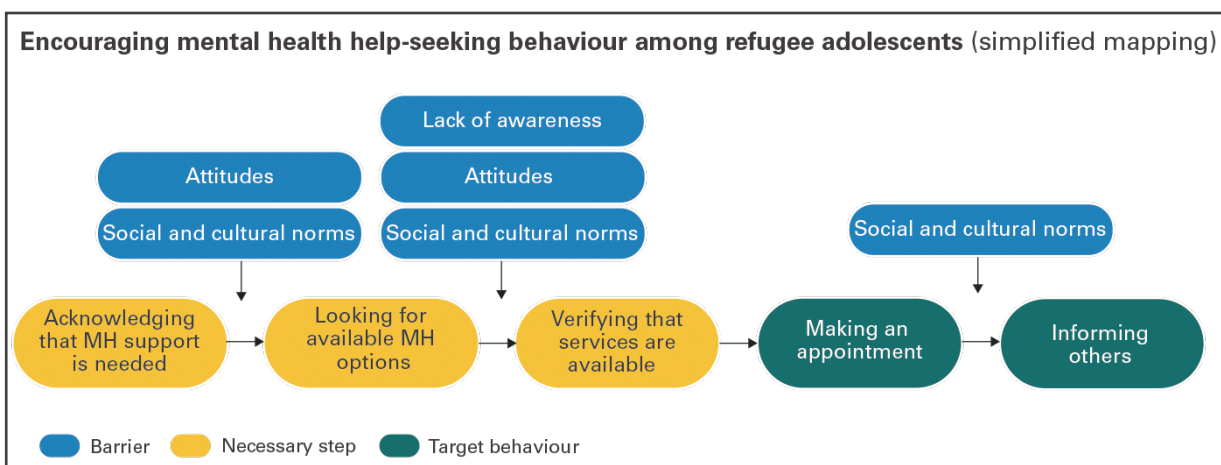 Encouraging mental health help-seeking behaviour among refugee adolescents (simplified mapping)
Lack of awareness
Attitudes
Attitudes
Social and cultural norms
Social and cultural norms
Social and cultural norms
Acknowledging
that MH support
is needed
Looking for
available MH
options
Verifying that
services are
available
Making an
appointment
Informing
others
Barrier
Necessary step
Target behaviour